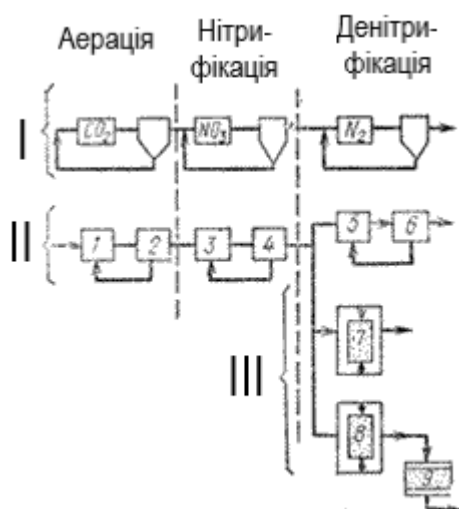 Аерація
Нітри-
фікація
Денітри-
фікація
I
CO₂
NO₃
N₂
II
1
2
3
4
5
6
III
7
8
9